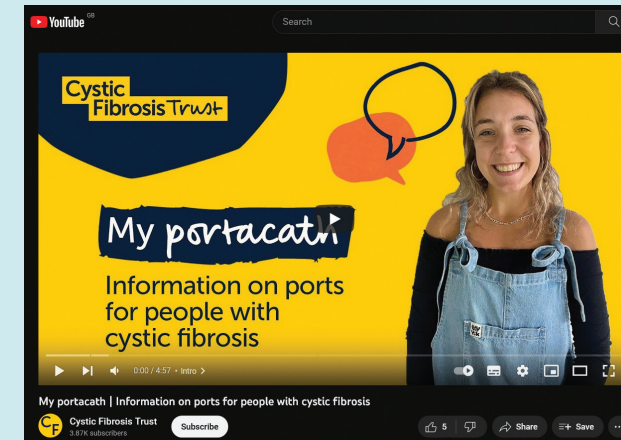 YouTube GB
Search
Cystic
Fibrosis Trust
My portacath
Information on ports
for people with
cystic fibrosis
0:00 / 4:57 • Intro
My portacath | Information on ports for people with cystic fibrosis
CF
Cystic Fibrosis Trust
3.87K subscribers
Subscribe
5
Share
Save